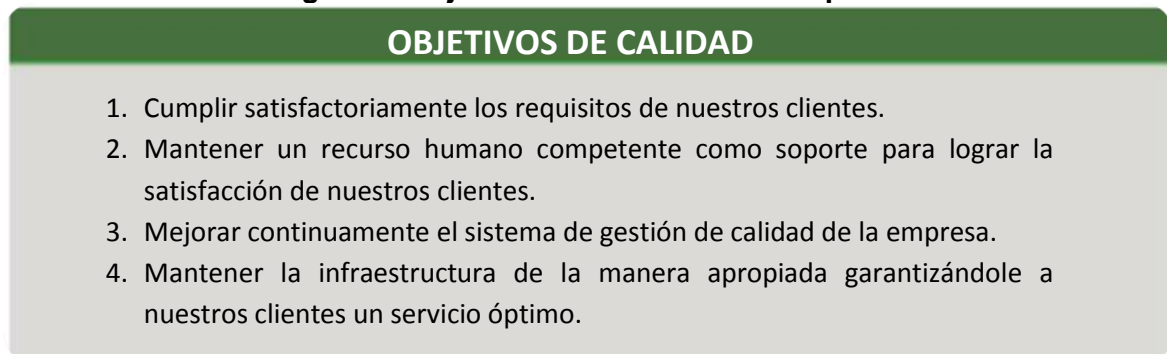 OBJETIVOS DE CALIDAD
1. Cumplir satisfactoriamente los requisitos de nuestros clientes.
2. Mantener un recurso humano competente como soporte para lograr la
satisfacción de nuestros clientes.
3. Mejorar continuamente el sistema de gestión de calidad de la empresa.
4. Mantener la infraestructura de la manera apropiada garantizándole a
nuestros clientes un servicio óptimo.